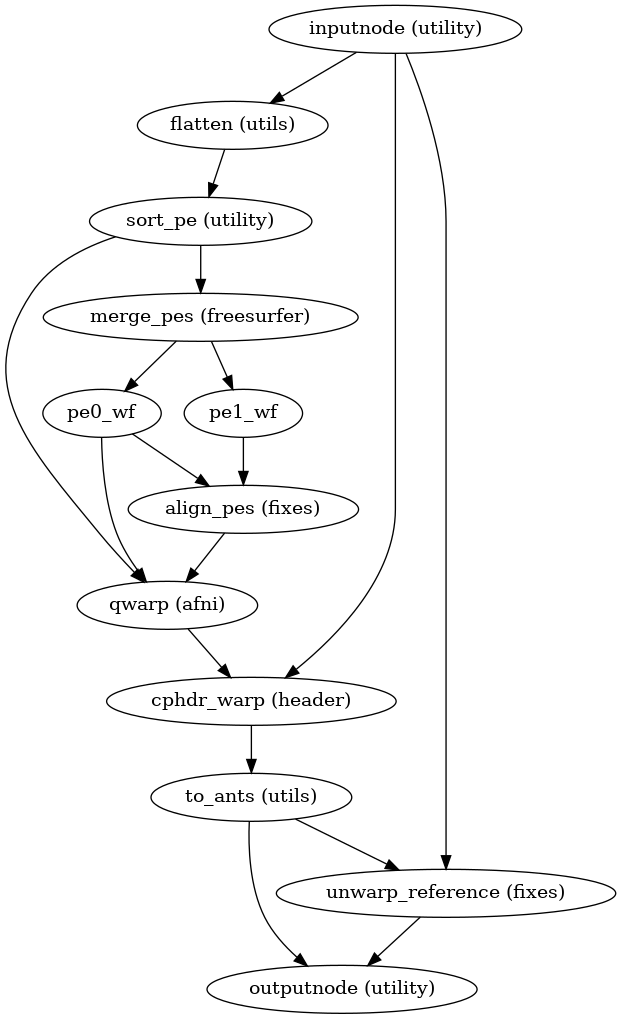 inputnode (utility)
flatten (utils)
sort_pe (utility)
merge_pes (freesurfer)
pe0_wf
pe1_wf
align_pes (fixes)
qwarp (afni)
cphdr_warp (header)
to_ants (utils)
unwarp_reference (fixes)
outputnode (utility)